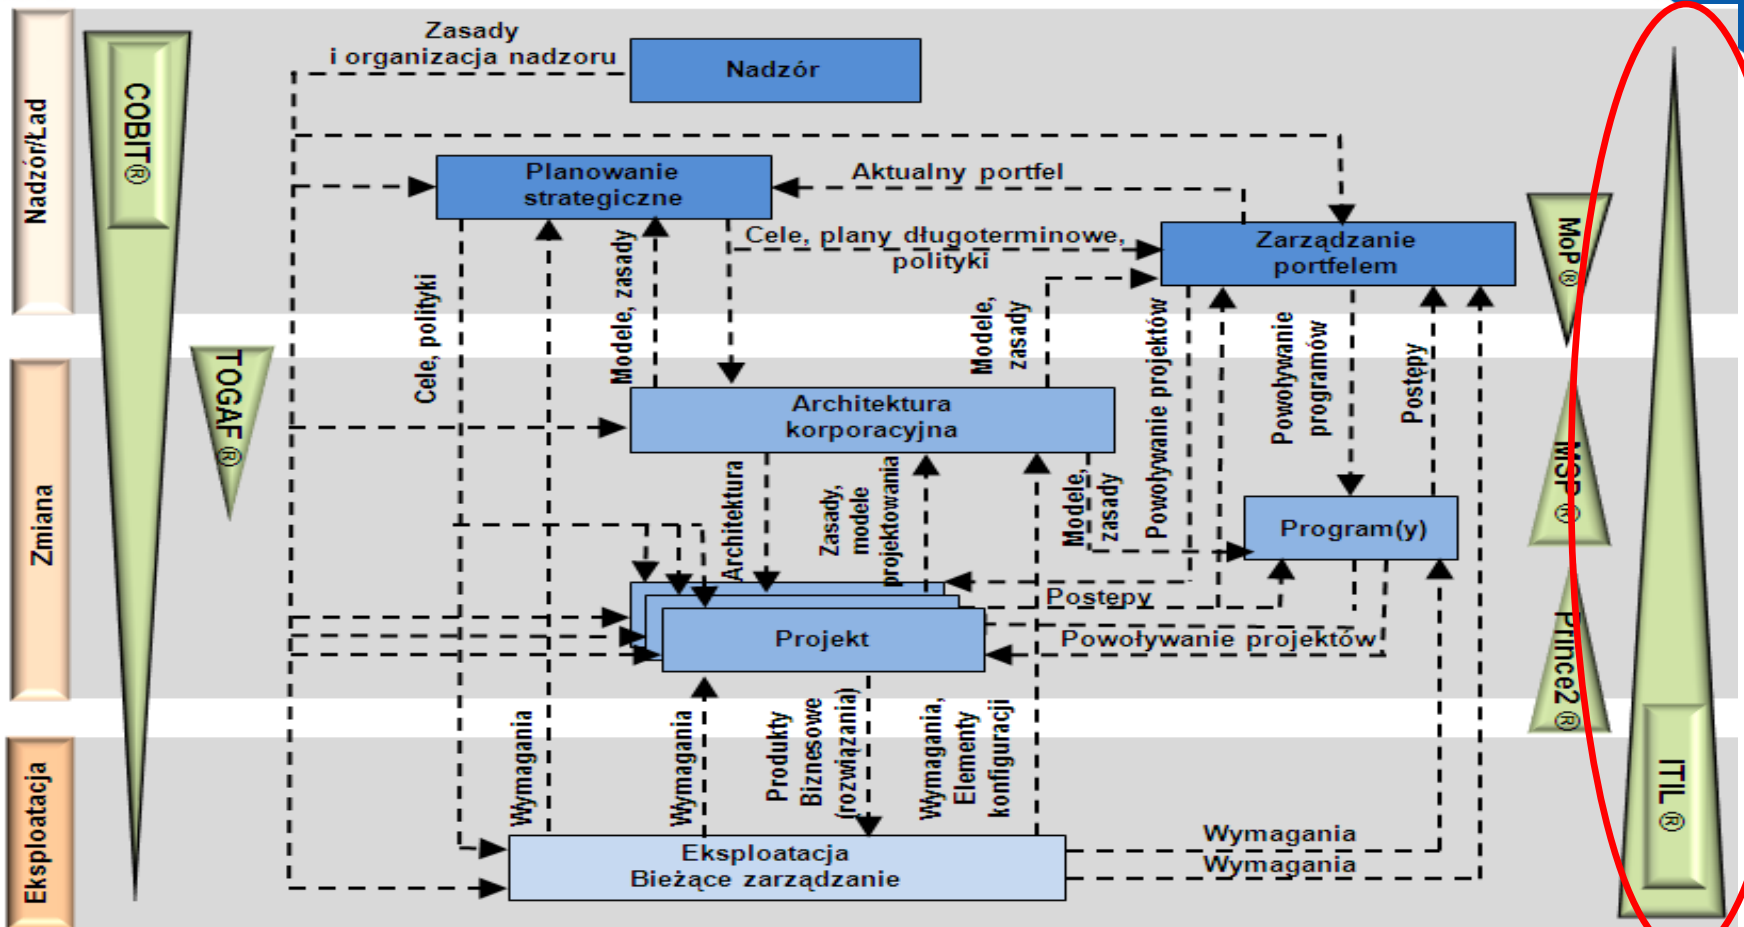 Zasady
i organizacja nadzoru
Nadzór
Nadzór/Ład
COBIT®
Planowanie
strategiczne
Aktualny portfel
Cele, plany długoterminowe,
polityki
Zarządzanie
portfelem
MoP®
Cele, polityki
Modele, zasady
Modele,
zasady
Powoływanie projektów
Powoływanie
programów
Postępy
TOGAF®
Zmiana
Architektura
korporacyjna
Architektura
Zasady,
modele
projektowania
Modele,
zasady
MSP®
Program(y)
Postępy
Projekt
Powoływanie projektów
Prince2®
Wymagania
Wymagania
Produkty
Biznesowe
(rozwiązania)
Wymagania,
Elementy
konfiguracji
ITIL®
Eksploatacja
Eksploatacja
Bieżące zarządzanie
Wymagania
Wymagania